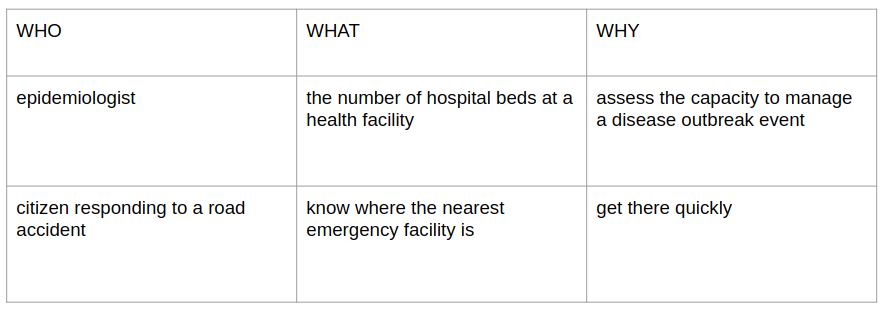 WHO
WHAT
WHY
epidemiologist
the number of hospital beds at a
health facility
assess the capacity to manage
a disease outbreak event
citizen responding to a road
accident
know where the nearest
emergency facility is
get there quickly